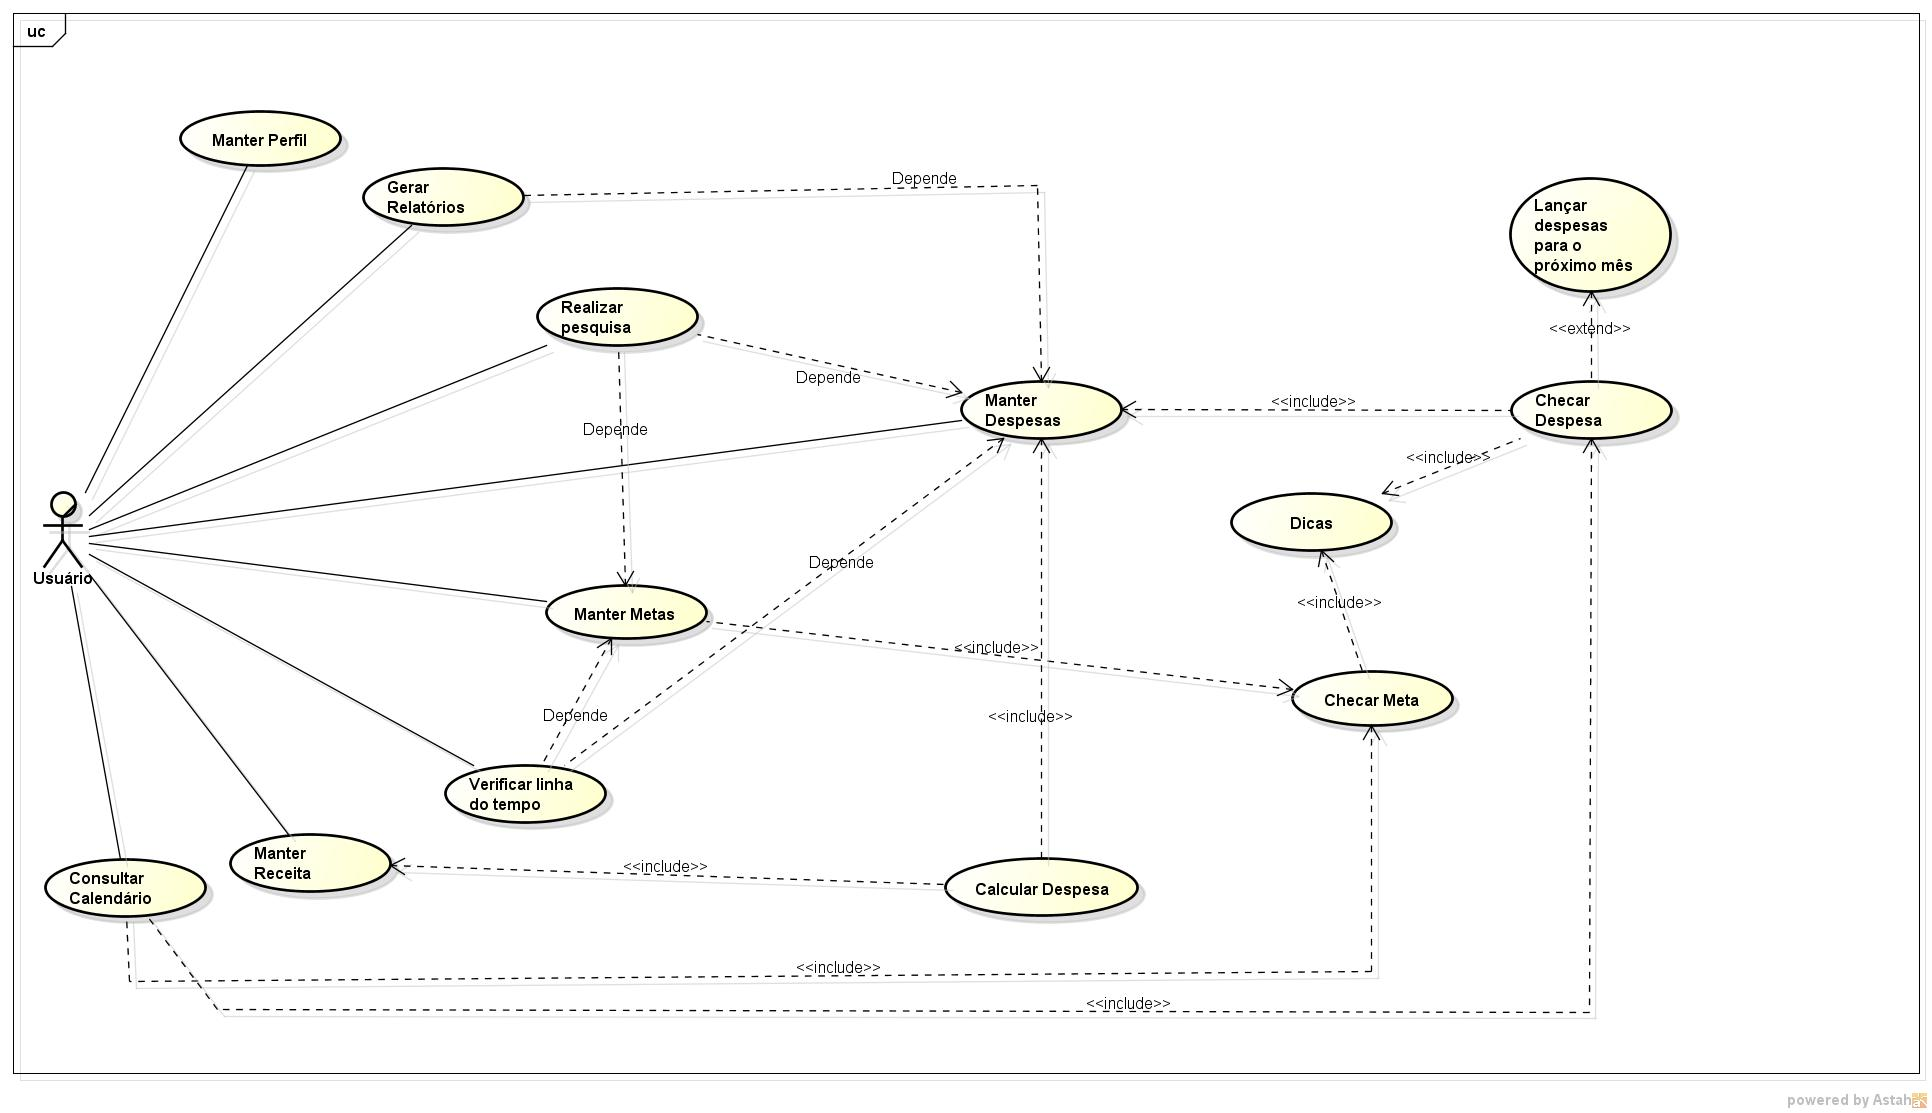 uc
Manter Perfil
Depende
Gerar
Relatórios
Lançar
despesas
para o
próximo mês
Realizar
pesquisa
<<extend>>
Depende
Manter
Despesas
<<include>>
Checar
Despesa
Depende
<<include>>
Dicas
Depende
Usuário
<<include>>
Manter Metas
<<include>>
Checar Meta
Depende
<<include>>
Verificar linha
do tempo
Manter
Receita
<<include>>
Consultar
Calendário
Calcular Despesa
<<include>>
<<include>>
powered by Astah